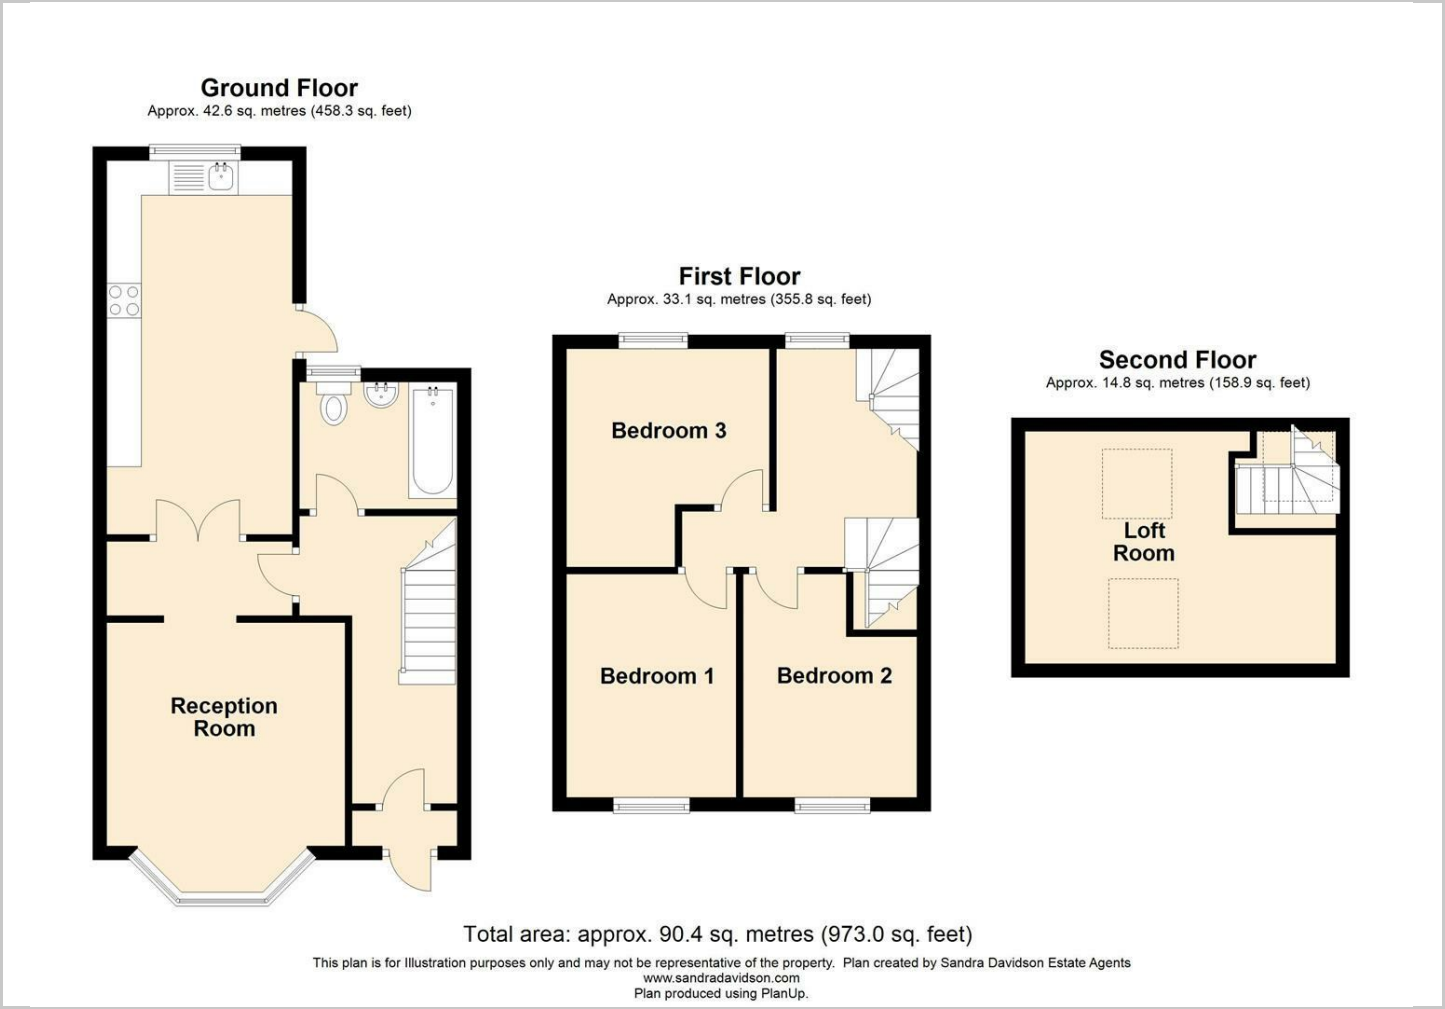 Ground Floor
Approx. 42.6 sq. metres (458.3 sq. feet)
First Floor
Approx. 33.1 sq. metres (355.8 sq. feet)
Second Floor
Approx. 14.8 sq. metres (158.9 sq. feet)
Bedroom 3
Loft
Room
Bedroom 1
Bedroom 2
Reception
Room
Total area: approx. 90.4 sq. metres (973.0 sq. feet)
This plan is for Illustration purposes only and may not be representative of the property. Plan created by Sandra Davidson Estate Agents
www.sandradavidson.com
Plan produced using PlanUp.